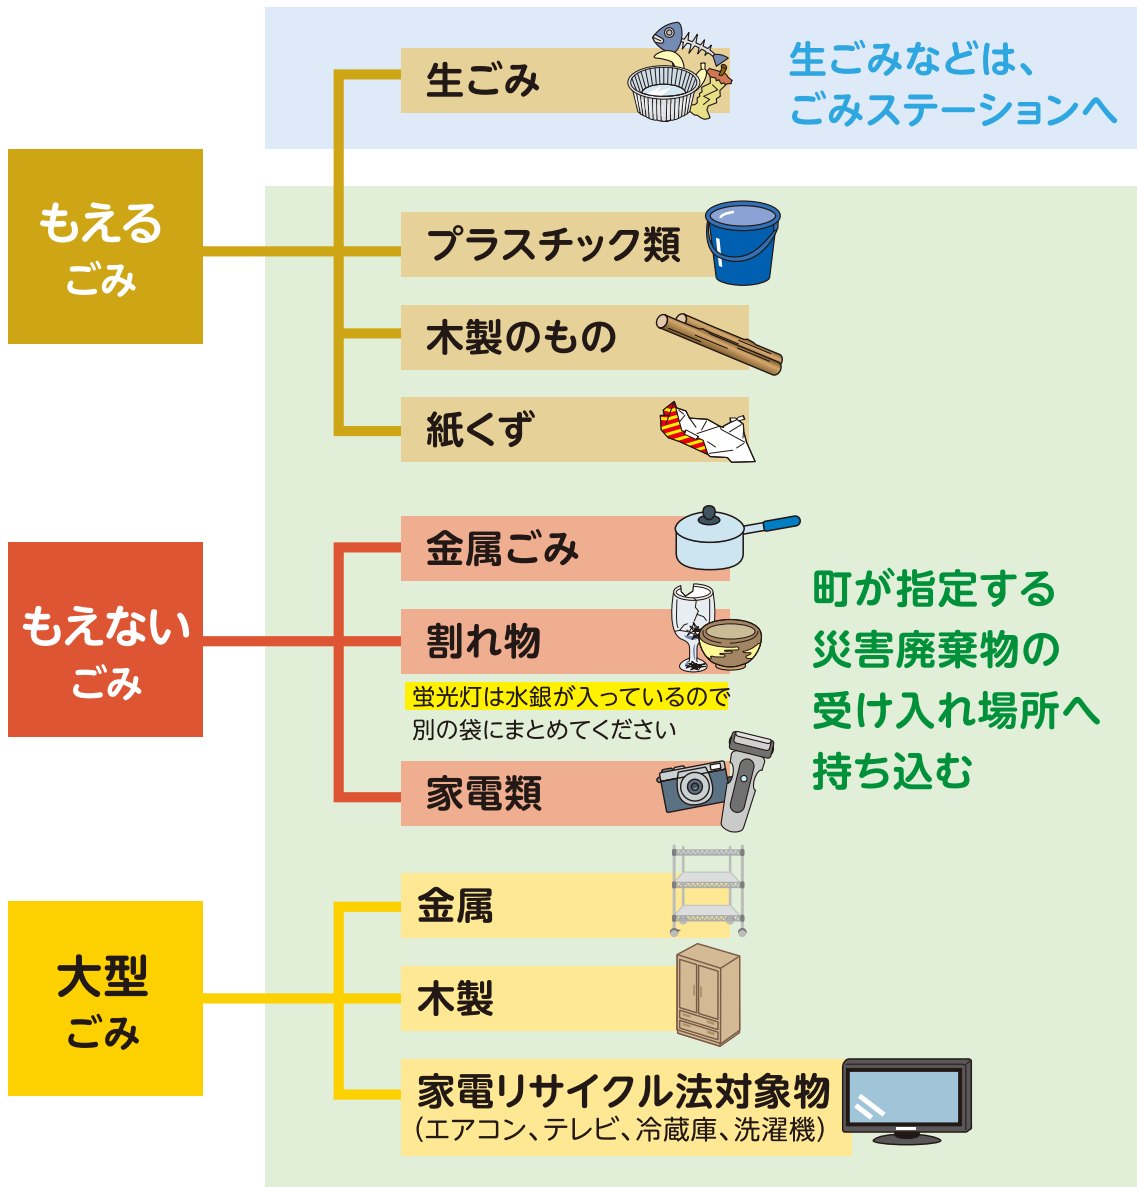 生ごみ
生ごみなどは、
ごみステーションへ
もえる
ごみ
プラスチック類
木製のもの
紙くず
もえない
ごみ
金属ごみ
割れ物
蛍光灯は水銀が入っているので
別の袋にまとめてください
家電類
町が指定する
災害廃棄物の
受け入れ場所へ
持ち込む
大型
ごみ
金属
木製
家電リサイクル法対象物
(エアコン、テレビ、冷蔵庫、洗濯機)